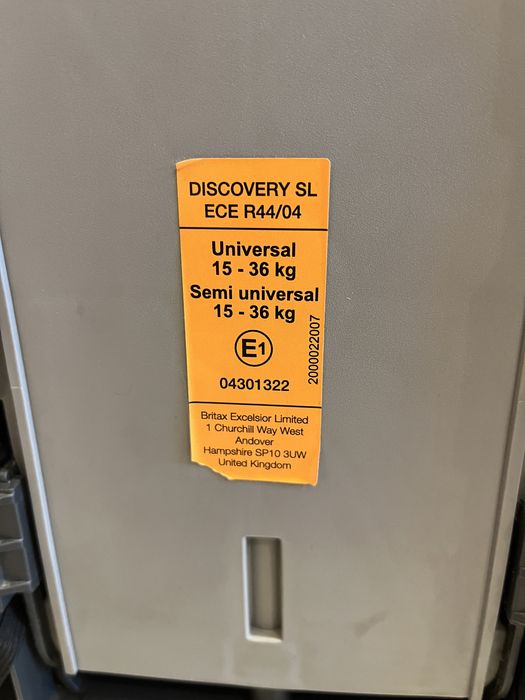 DISCOVERY SL
ECE R44/04
Universal
15 - 36 kg
Semi universal
15 - 36 kg
E1
04301322
2000022007
Britax Excelsior Limited
1 Churchill Way West
Andover
Hampshire SP10 3UW
United Kingdom